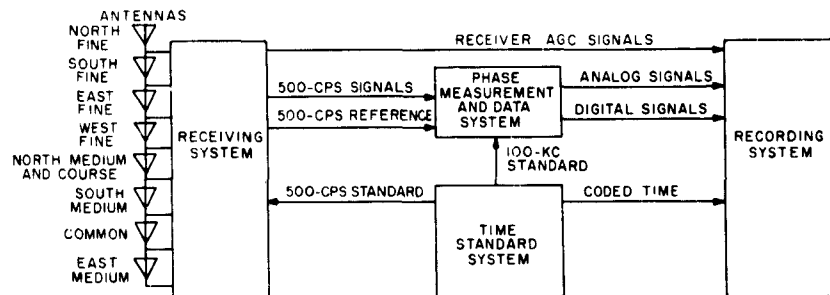 ANTENNAS
NORTH
FINE
SOUTH
FINE
EAST
FINE
WEST
FINE
NORTH MEDIUM
AND COURSE
SOUTH
MEDIUM
COMMON
EAST
MEDIUM
RECEIVING
SYSTEM
RECEIVER AGC SIGNALS
500-CPS SIGNALS
500-CPS REFERENCE
PHASE
MEASUREMENT
AND DATA
SYSTEM
ANALOG SIGNALS
DIGITAL SIGNALS
100-KC
STANDARD
500-CPS STANDARD
CODED TIME
TIME
STANDARD
SYSTEM
RECORDING
SYSTEM